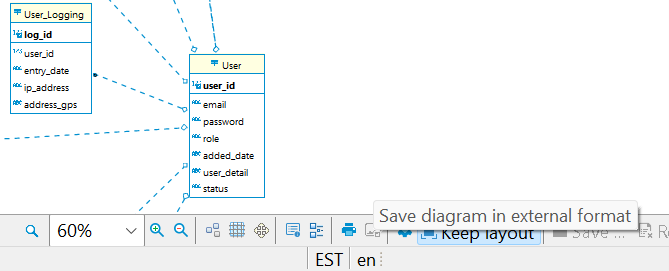 User_Logging
log_id
user_id
entry_date
ip_address
address_gps
User
user_id
email
password
role
added_date
user_detail
status
Save diagram in external format
60%
Keep layout
Save ...
EST
en